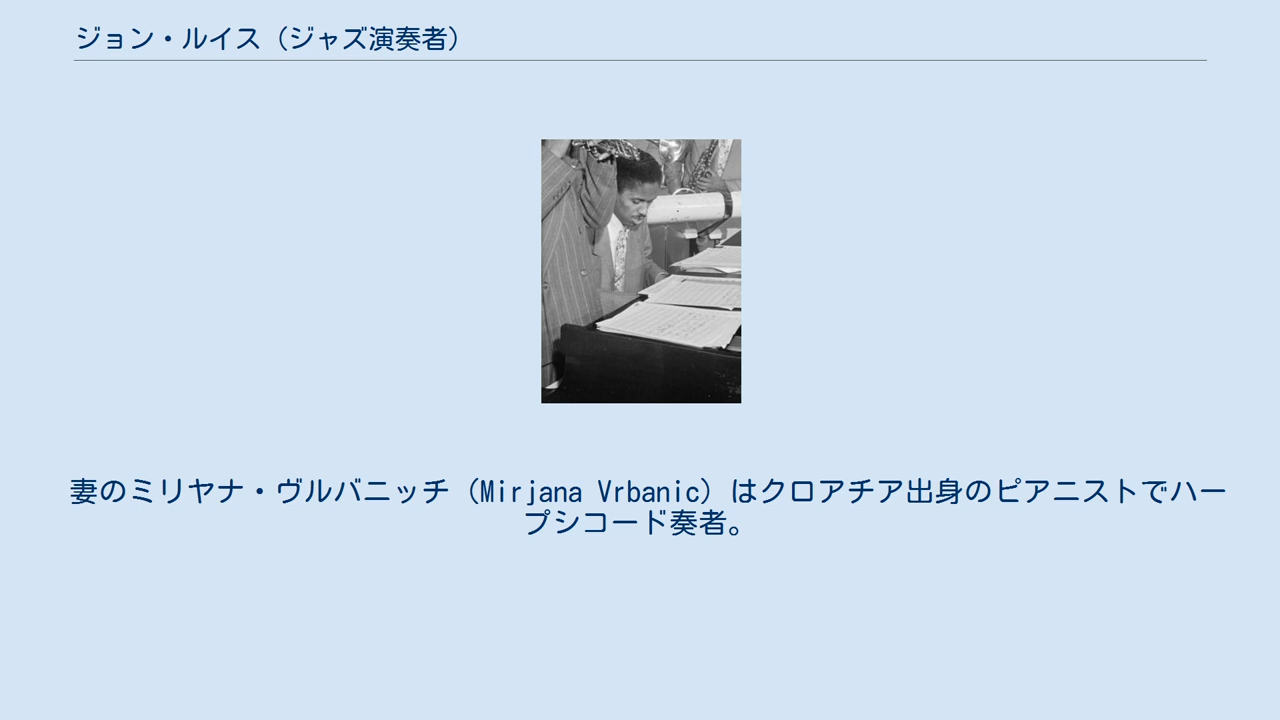 ジョン・ルイス（ジャズ演奏者）
妻のミリヤナ・ヴルバニッチ（Mirjana Vrbanic）はクロアチア出身のピアニストでハー
プシコード奏者。